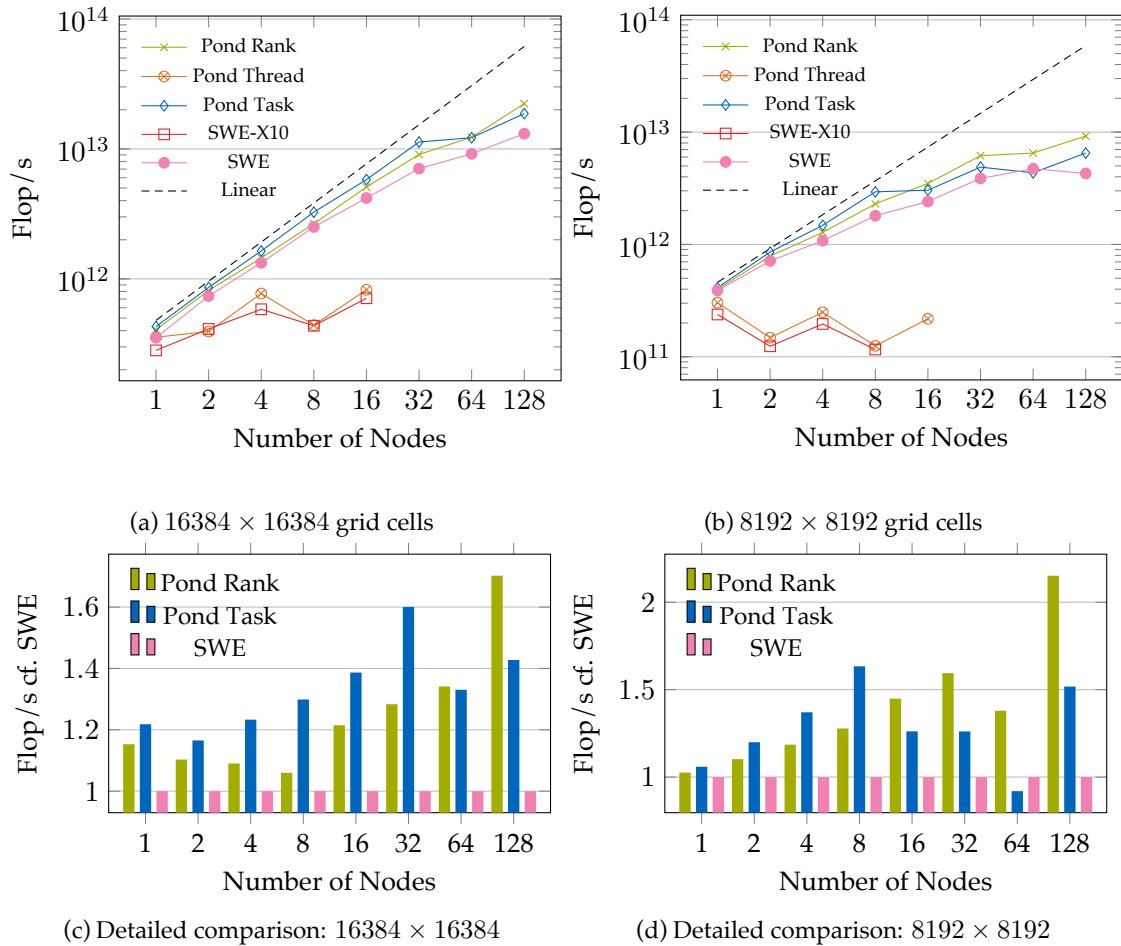 10^14
10^13
10^12
Flop/s
Pond Rank
Pond Thread
Pond Task
SWE-X10
SWE
Linear
1 2 4 8 16 32 64 128
Number of Nodes
(a) 16384 × 16384 grid cells
10^14
10^13
10^12
10^11
Flop/s
Pond Rank
Pond Thread
Pond Task
SWE-X10
SWE
Linear
1 2 4 8 16 32 64 128
Number of Nodes
(b) 8192 × 8192 grid cells
1.6
1.4
1.2
1
Flop/s cf. SWE
Pond Rank
Pond Task
SWE
1 2 4 8 16 32 64 128
Number of Nodes
(c) Detailed comparison: 16384 × 16384
2
1.5
1
Flop/s cf. SWE
Pond Rank
Pond Task
SWE
1 2 4 8 16 32 64 128
Number of Nodes
(d) Detailed comparison: 8192 × 8192